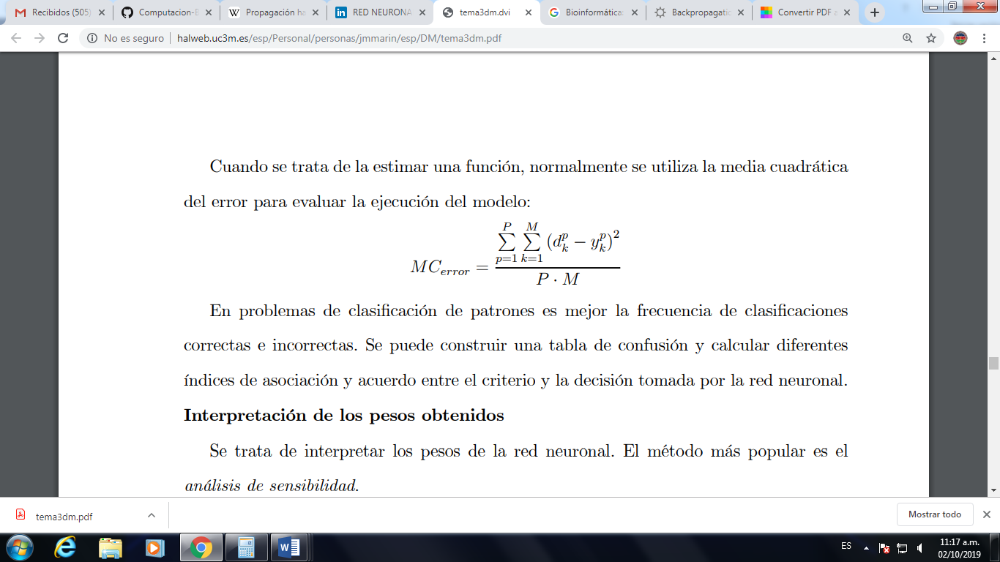 Recibidos (505)
Computacion-B
Propagación ha
RED NEURONA
tema3dm.dvi
Bioinformática:
Backpropagatio
Convertir PDF a
No es seguro | halweb.uc3m.es/esp/Personal/personas/jmmarin/esp/DM/tema3dm.pdf
Cuando se trata de la estimar una función, normalmente se utiliza la media cuadrática
del error para evaluar la ejecución del modelo:
$MC_{error} = \frac{\sum_{p=1}^{P} \sum_{k=1}^{M} (d_k^p - y_k^p)^2}{P \cdot M}$
En problemas de clasificación de patrones es mejor la frecuencia de clasificaciones
correctas e incorrectas. Se puede construir una tabla de confusión y calcular diferentes
índices de asociación y acuerdo entre el criterio y la decisión tomada por la red neuronal.
Interpretación de los pesos obtenidos
Se trata de interpretar los pesos de la red neuronal. El método más popular es el
análisis de sensibilidad.
tema3dm.pdf
Mostrar todo
ES
11:17 a.m.
02/10/2019